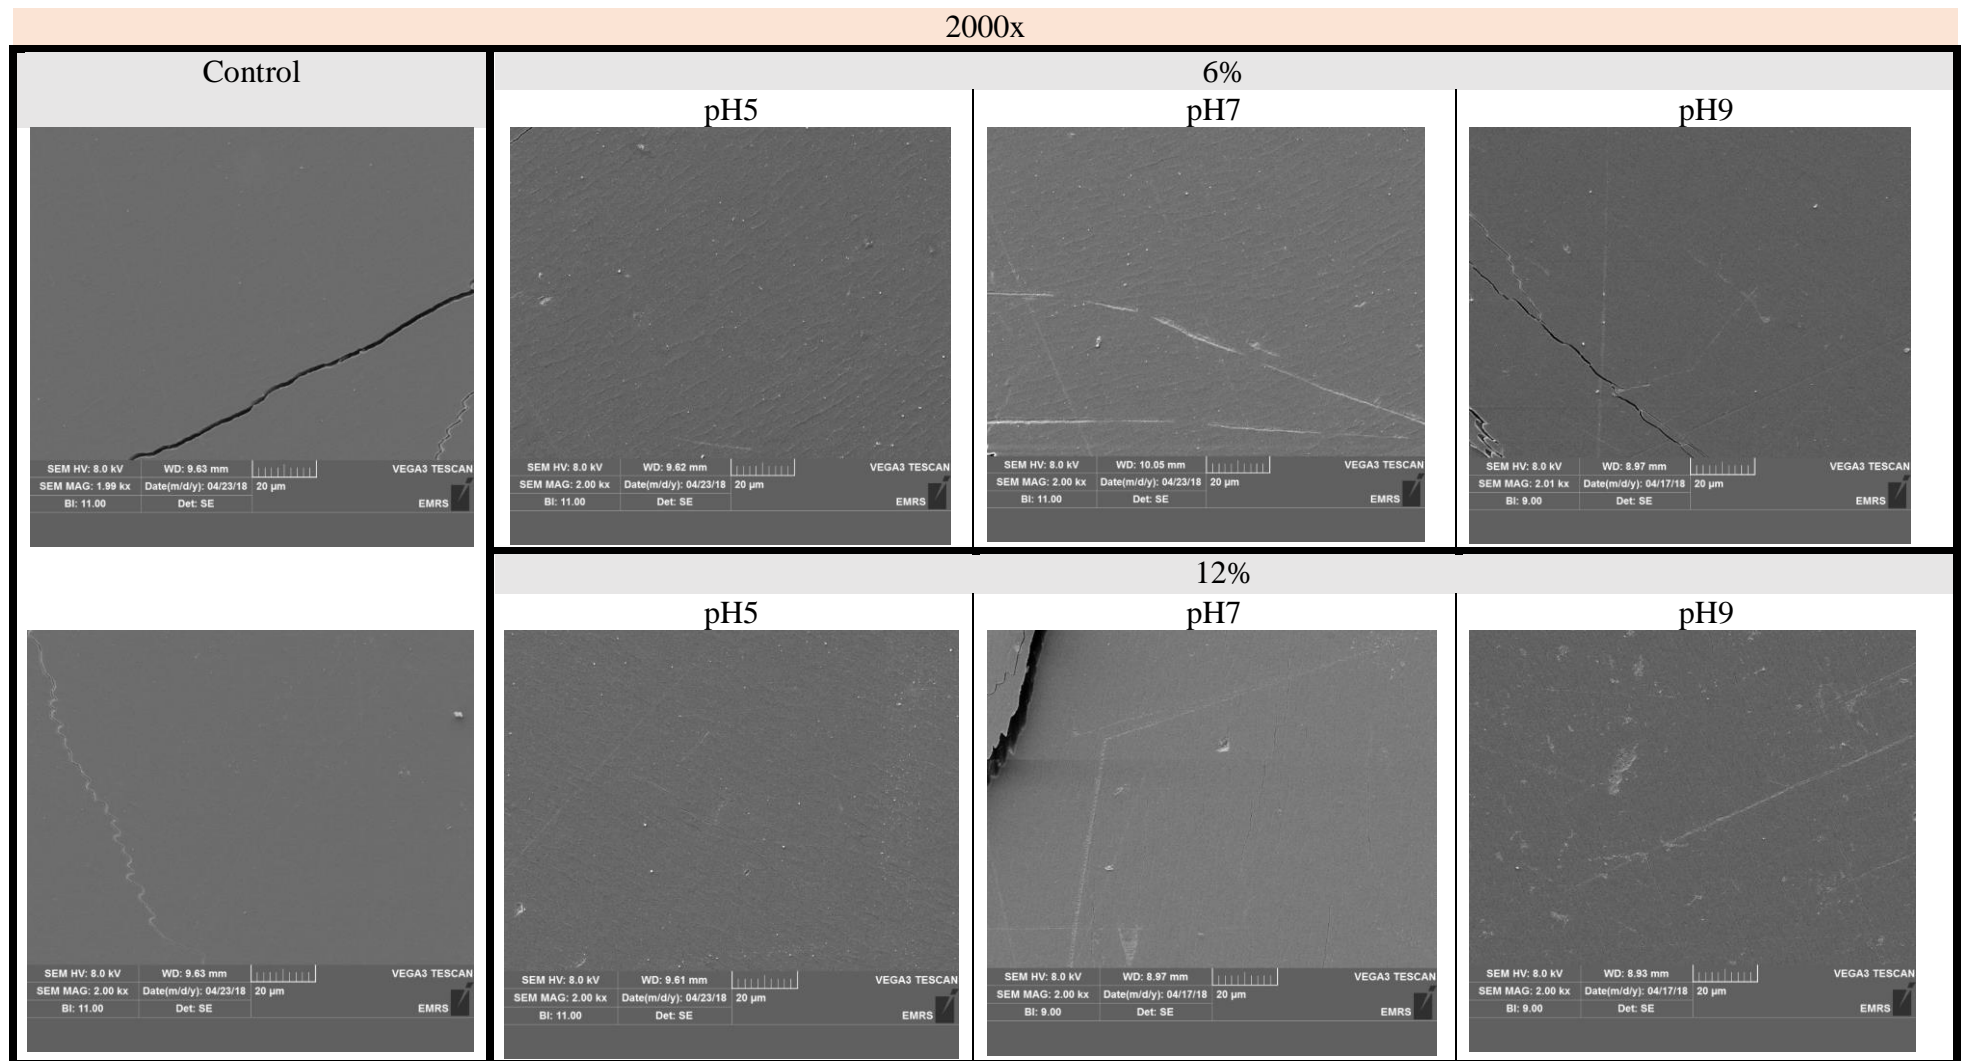 2000x
Control
6%
pH5
pH7
pH9
SEM HV: 8.0 kV WD: 9.63 mm VEGA3 TESCAN
SEM MAG: 1.99 kx Date(m/d/y): 04/23/18 20 µm
BI: 11.00 Det: SE EMRS
SEM HV: 8.0 kV WD: 9.62 mm VEGA3 TESCAN
SEM MAG: 2.00 kx Date(m/d/y): 04/23/18 20 µm
BI: 11.00 Det: SE EMRS
SEM HV: 8.0 kV WD: 10.05 mm VEGA3 TESCAN
SEM MAG: 2.00 kx Date(m/d/y): 04/23/18 20 µm
BI: 11.00 Det: SE EMRS
SEM HV: 8.0 kV WD: 8.97 mm VEGA3 TESCAN
SEM MAG: 2.01 kx Date(m/d/y): 04/17/18 20 µm
BI: 9.00 Det: SE EMRS
12%
pH5
pH7
pH9
SEM HV: 8.0 kV WD: 9.63 mm VEGA3 TESCAN
SEM MAG: 2.00 kx Date(m/d/y): 04/23/18 20 µm
BI: 11.00 Det: SE EMRS
SEM HV: 8.0 kV WD: 9.61 mm VEGA3 TESCAN
SEM MAG: 2.00 kx Date(m/d/y): 04/23/18 20 µm
BI: 11.00 Det: SE EMRS
SEM HV: 8.0 kV WD: 8.97 mm VEGA3 TESCAN
SEM MAG: 2.00 kx Date(m/d/y): 04/17/18 20 µm
BI: 9.00 Det: SE EMRS
SEM HV: 8.0 kV WD: 8.93 mm VEGA3 TESCAN
SEM MAG: 2.00 kx Date(m/d/y): 04/17/18 20 µm
BI: 9.00 Det: SE EMRS